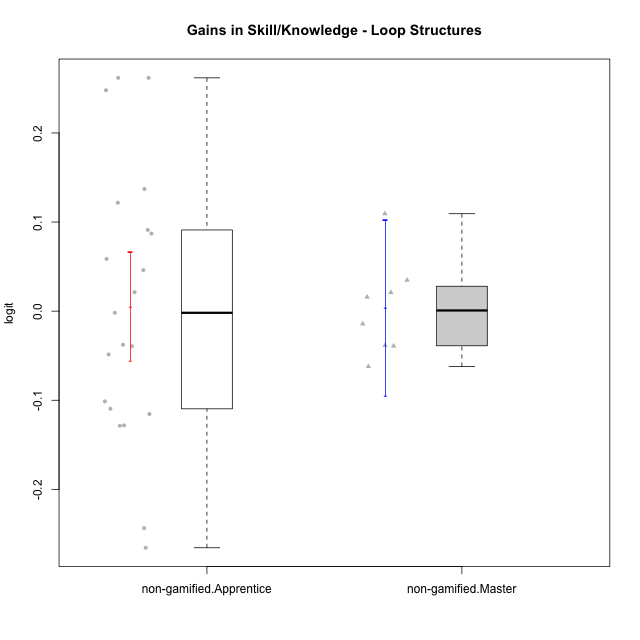 Gains in Skill/Knowledge - Loop Structures
0.2
0.1
0.0
-0.1
-0.2
logit
non-gamified.Apprentice non-gamified.Master